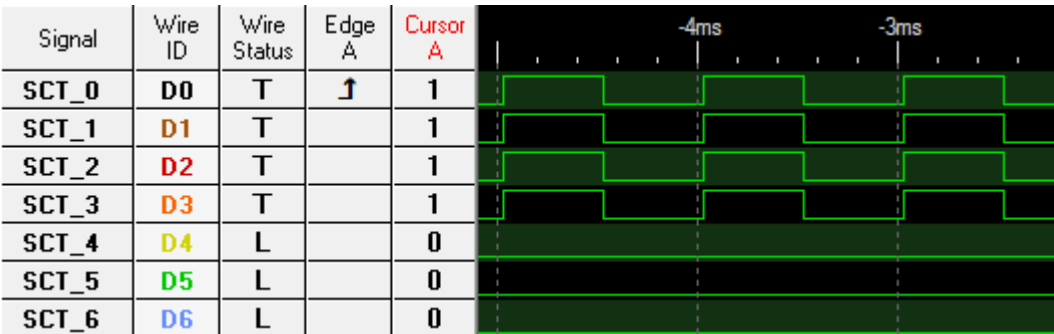 Signal Wire ID Wire Status Edge A Cursor A -4ms -3ms
SCT_0 D0 T 1
SCT_1 D1 T 1
SCT_2 D2 T 1
SCT_3 D3 T 1
SCT_4 D4 L 0
SCT_5 D5 L 0
SCT_6 D6 L 0